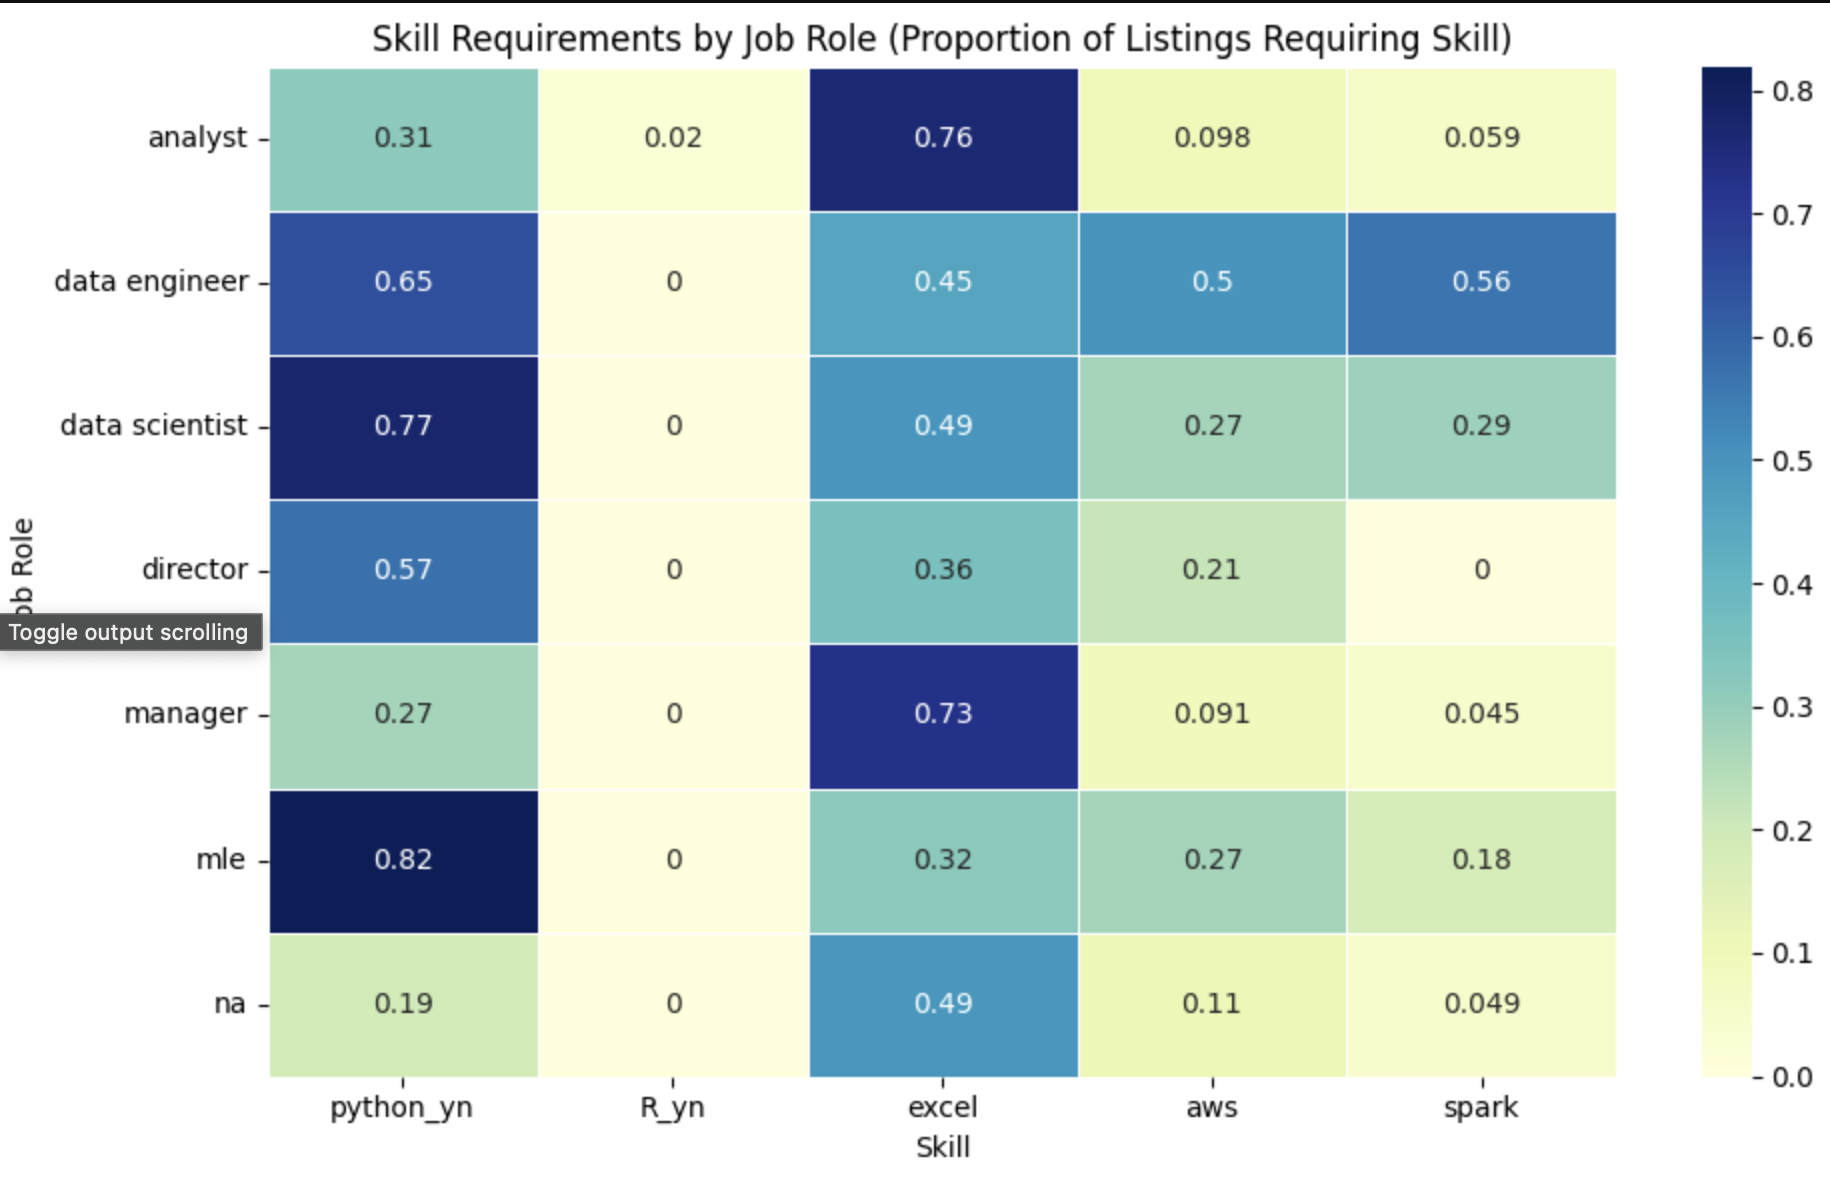 Skill Requirements by Job Role (Proportion of Listings Requiring Skill)
analyst 0.31 0.02 0.76 0.098 0.059
data engineer 0.65 0 0.45 0.5 0.56
data scientist 0.77 0 0.49 0.27 0.29
director 0.57 0 0.36 0.21 0
manager 0.27 0 0.73 0.091 0.045
mle 0.82 0 0.32 0.27 0.18
na 0.19 0 0.49 0.11 0.049
python_yn R_yn excel aws spark
Skill
ob Role
Toggle output scrolling
0.8
0.7
0.6
0.5
0.4
0.3
0.2
0.1
0.0